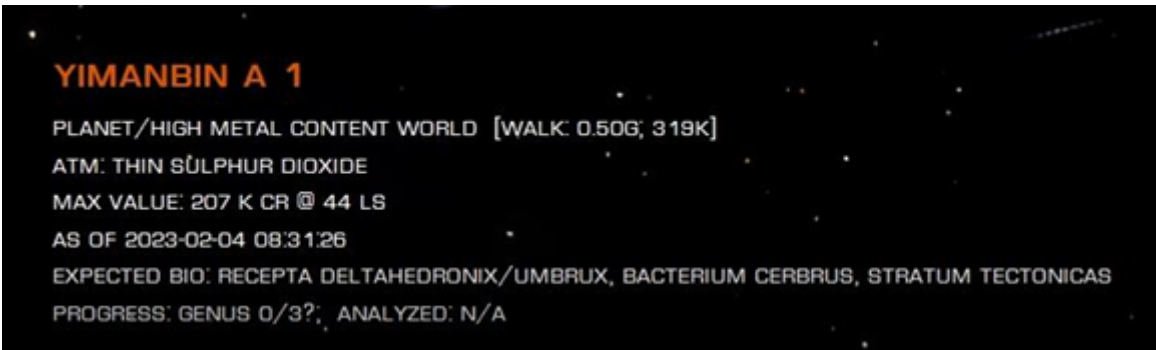 YIMANBIN A 1
PLANET/HIGH METAL CONTENT WORLD [WALK: 0.50G; 319K]
ATM: THIN SULPHUR DIOXIDE
MAX VALUE: 207 K CR @ 44 LS
AS OF 2023-02-04 08:31:26
EXPECTED BIO: RECEPTA DELTAHEDRONIX/UMBRUX, BACTERIUM CERBRUS, STRATUM TECTONICAS
PROGRESS: GENUS 0/3?; ANALYZED: N/A